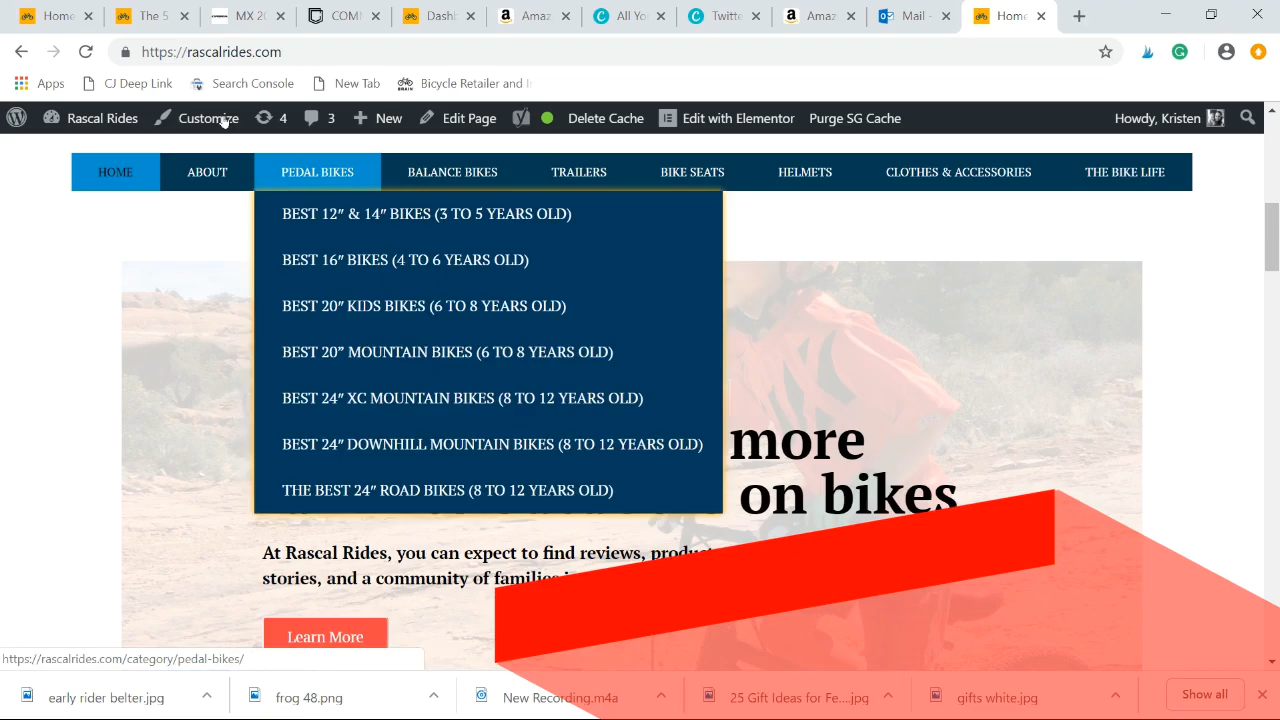 Home
The 5
MX 20
COMP
Dashb
Amaz
All Yo
Twitte
Amaz
Mail -
Home
https://rascalrides.com
Apps
CJ Deep Link
Search Console
New Tab
Bicycle Retailer and I
Rascal Rides
Customize
4
3
New
Edit Page
Delete Cache
Edit with Elementor
Purge SG Cache
Howdy, Kristen
HOME
ABOUT
PEDAL BIKES
BALANCE BIKES
TRAILERS
BIKE SEATS
HELMETS
CLOTHES & ACCESSORIES
THE BIKE LIFE
BEST 12″ & 14″ BIKES (3 TO 5 YEARS OLD)
BEST 16″ BIKES (4 TO 6 YEARS OLD)
BEST 20″ KIDS BIKES (6 TO 8 YEARS OLD)
BEST 20” MOUNTAIN BIKES (6 TO 8 YEARS OLD)
BEST 24″ XC MOUNTAIN BIKES (8 TO 12 YEARS OLD)
BEST 24″ DOWNHILL MOUNTAIN BIKES (8 TO 12 YEARS OLD)
THE BEST 24″ ROAD BIKES (8 TO 12 YEARS OLD)
more
on bikes
At Rascal Rides, you can expect to find reviews, product
stories, and a community of families
Learn More
https://rascalrides.com/category/pedal-bikes/
early rider belter.jpg
frog 48.png
New Recording.m4a
25 Gift Ideas for Fe....jpg
gifts white.jpg
Show all